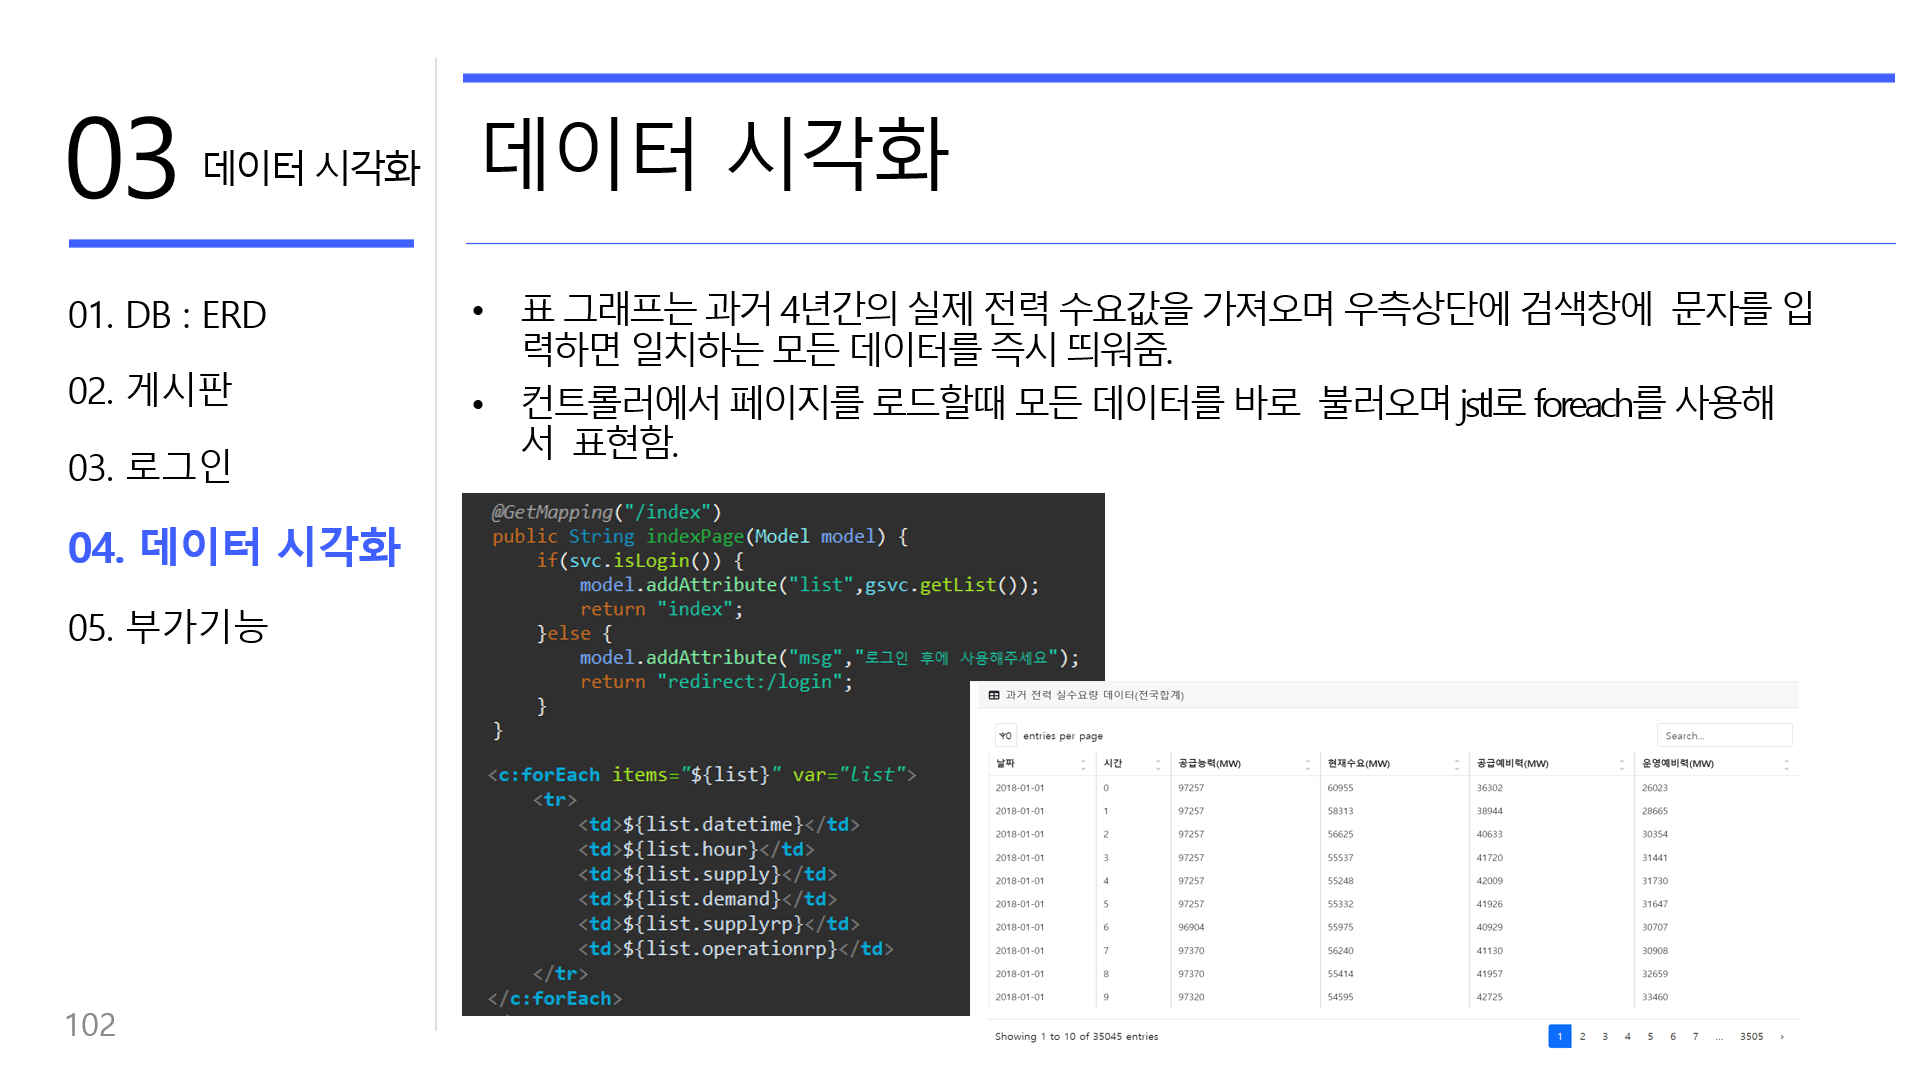 03 데이터 시각화
01. DB : ERD
02. 게시판
03. 로그인
04. 데이터 시각화
05. 부가기능
102
데이터 시각화
• 표 그래프는 과거 4년간의 실제 전력 수요값을 가져오며 우측상단에 검색창에 문자를 입
력하면 일치하는 모든 데이터를 즉시 띄워줌.
• 컨트롤러에서 페이지를 로드할때 모든 데이터를 바로 불러오며 jstl로 foreach를 사용해
서 표현함.
@GetMapping("/index")
public String indexPage(Model model) {
if(svc.isLogin()) {
model.addAttribute("list",gsvc.getList());
return "index";
}else {
model.addAttribute("msg","로그인 후에 사용해주세요");
return "redirect:/login";
}
}
<c:forEach items="${list}" var="list">
<tr>
<td>${list.datetime}</td>
<td>${list.hour}</td>
<td>${list.supply}</td>
<td>${list.demand}</td>
<td>${list.supplyrp}</td>
<td>${list.operationrp}</td>
</tr>
</c:forEach>
과거 전력 실수요량 데이터(전국합계)
entries per page
Search...
날짜 시간 공급능력(MW) 현재수요(MW) 공급예비력(MW) 운영예비력(MW)
2018-01-01 0 97257 60955 36302 26023
2018-01-01 1 97257 58313 38944 28665
2018-01-01 2 97257 56625 40633 30354
2018-01-01 3 97257 55537 41720 31441
2018-01-01 4 97257 55248 42009 31730
2018-01-01 5 97257 55332 41926 31647
2018-01-01 6 96904 55975 40929 30707
2018-01-01 7 97370 56240 41130 30908
2018-01-01 8 97370 55414 41957 32659
2018-01-01 9 97320 54595 42725 33460
Showing 1 to 10 of 35045 entries
1 2 3 4 5 6 7 ... 3505 ›